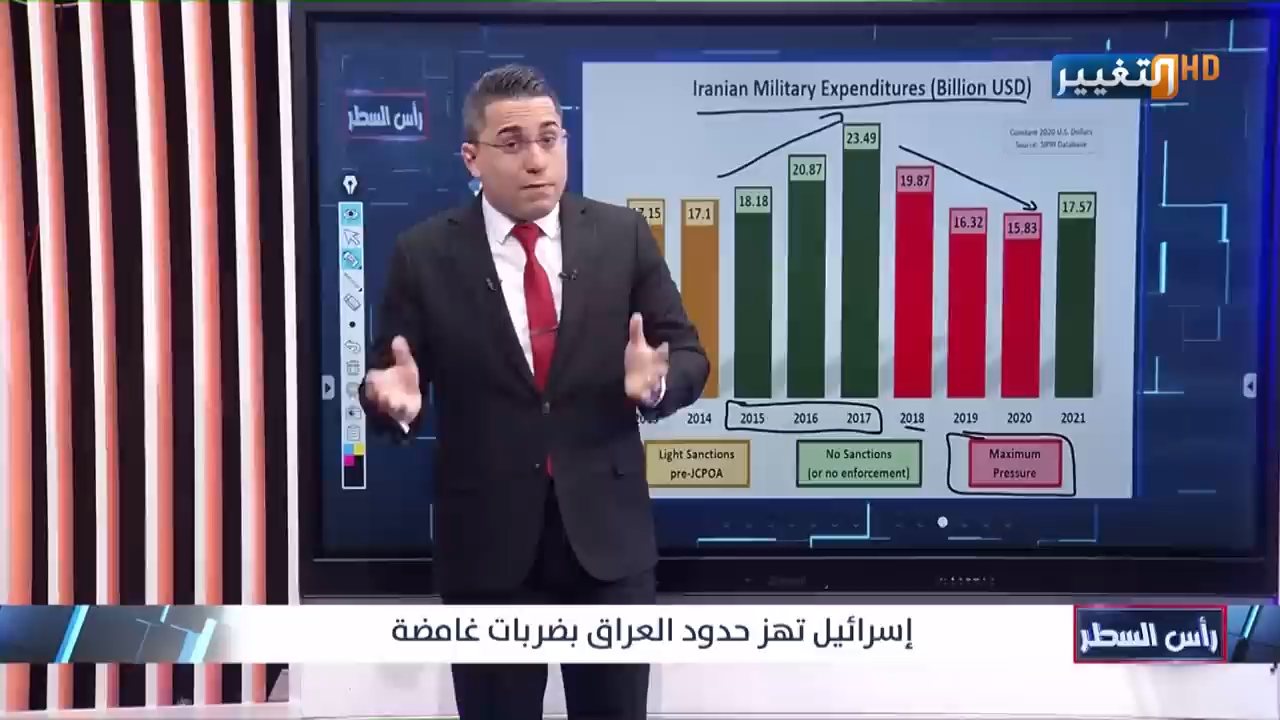 التغيير HD
رأس السطر
Iranian Military Expenditures (Billion USD)
Constant 2020 U.S. Dollars
Source: SIPRI Database
17.1
18.18
20.87
23.49
19.87
16.32
15.83
17.57
2014
2015
2016
2017
2018
2019
2020
2021
Light Sanctions
pre-JCPOA
No Sanctions
(or no enforcement)
Maximum
Pressure
إسرائيل تهز حدود العراق بضربات غامضة
رأس السطر